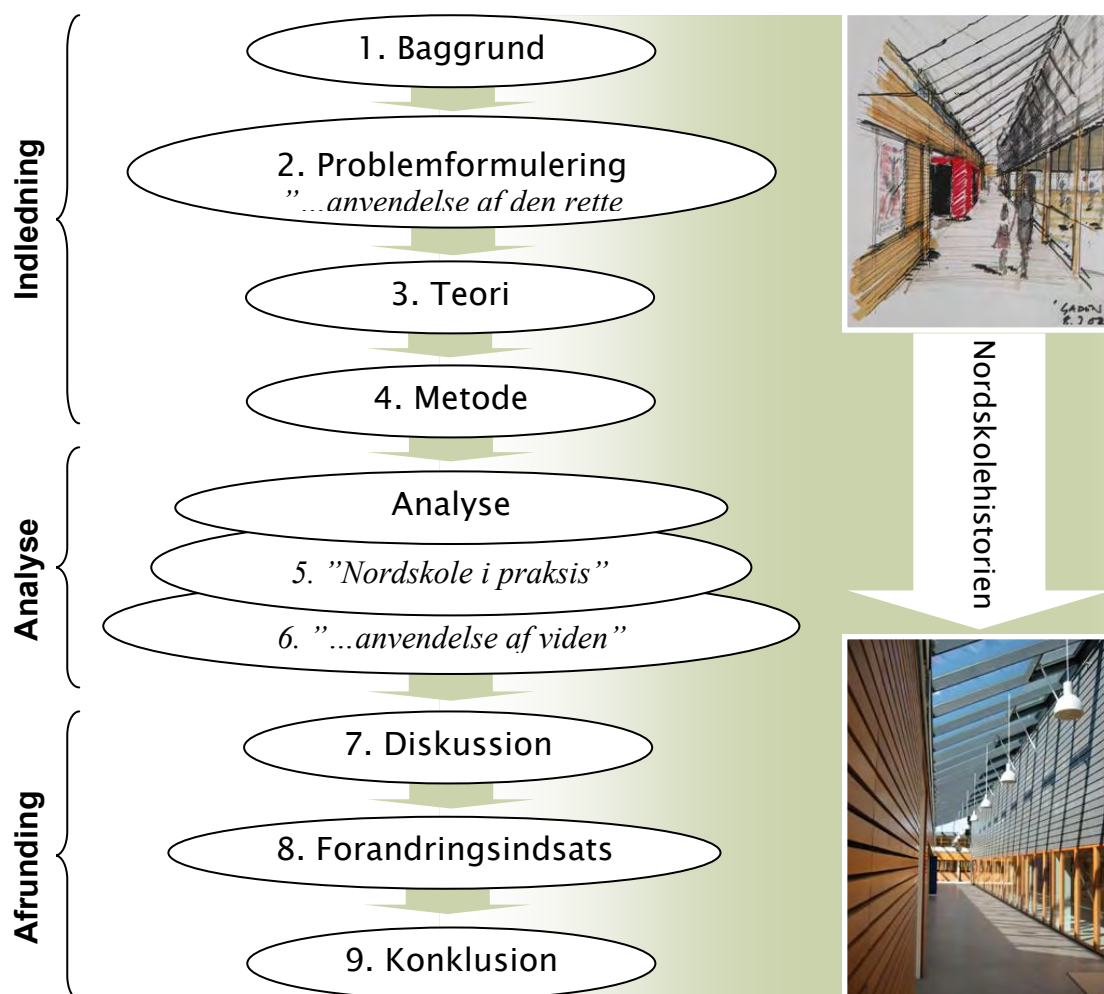 Indledning
1. Baggrund
2. Problemformulering
”…anvendelse af den rette
3. Teori
4. Metode
Analyse
Analyse
5. ”Nordskole i praksis”
6. ”…anvendelse af viden”
Afrunding
7. Diskussion
8. Forandringsindsats
9. Konklusion
Nordskolehistorien